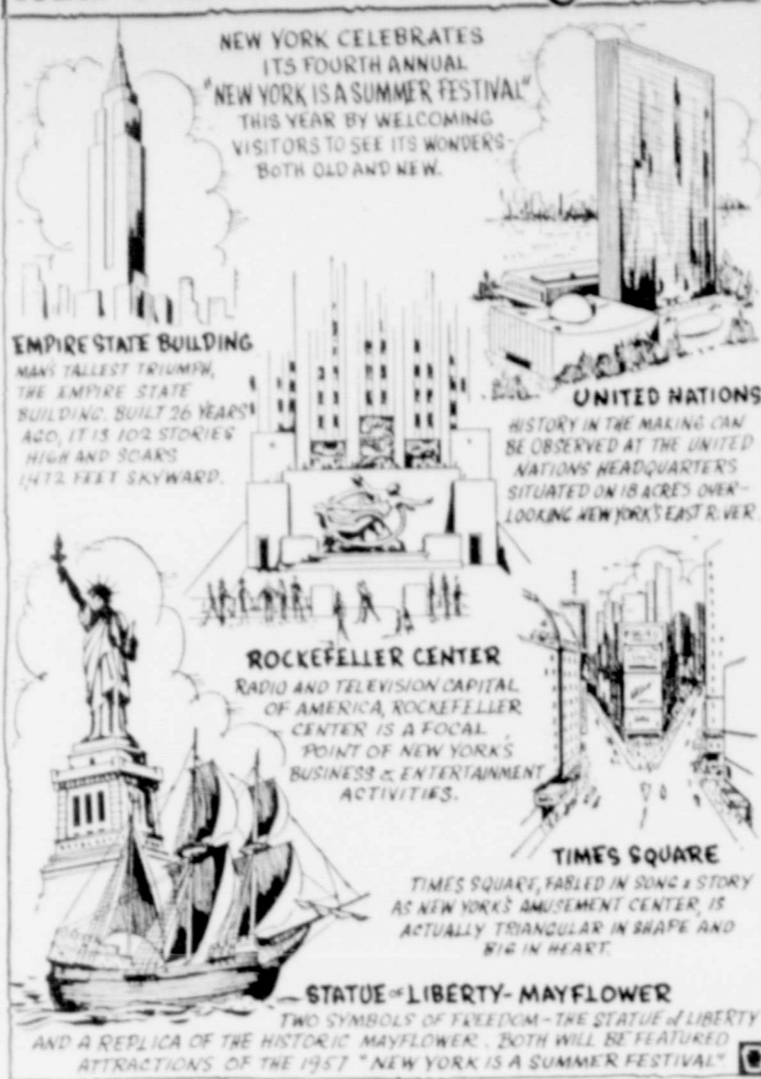 NEW YORK CELEBRATES
ITS FOURTH ANNUAL
"NEW YORK IS A SUMMER FESTIVAL"
THIS YEAR BY WELCOMING
VISITORS TO SEE ITS WONDERS-
BOTH OLD AND NEW.
EMPIRE STATE BUILDING
MAN'S TALLEST TRIUMPH,
THE EMPIRE STATE
BUILDING. BUILT 26 YEARS
AGO, IT IS 102 STORIES
HIGH AND SOARS
1,472 FEET SKYWARD.
UNITED NATIONS
HISTORY IN THE MAKING CAN
BE OBSERVED AT THE UNITED
NATIONS HEADQUARTERS
SITUATED ON 18 ACRES OVER-
LOOKING NEW YORK'S EAST RIVER
ROCKEFELLER CENTER
RADIO AND TELEVISION CAPITAL
OF AMERICA, ROCKEFELLER
CENTER IS A FOCAL
POINT OF NEW YORK'S
BUSINESS & ENTERTAINMENT
ACTIVITIES.
TIMES SQUARE
TIMES SQUARE, FABLED IN SONG & STORY
AS NEW YORK'S AMUSEMENT CENTER, IS
ACTUALLY TRIANGULAR IN SHAPE AND
BIG IN HEART.
STATUE OF LIBERTY-MAYFLOWER
TWO SYMBOLS OF FREEDOM-THE STATUE of LIBERTY
AND A REPLICA OF THE HISTORIC MAYFLOWER. BOTH WILL BE FEATURED
ATTRACTIONS OF THE 1957 "NEW YORK IS A SUMMER FESTIVAL"